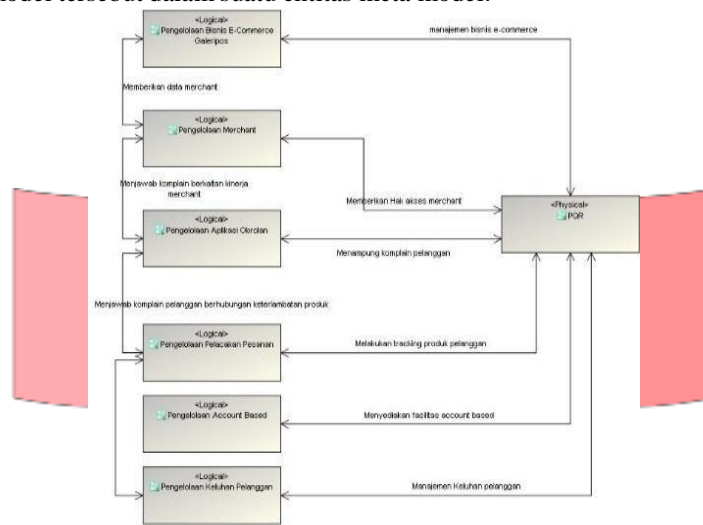 model tersebut dalam suatu entitas meta model.
<Logical>
Pengelolaan Bisnis E-Commerce
Galeripos
manajemen bisnis e-commerce
Memberikan data merchant
<Logical>
Pengelolaan Merchant
Menjawab komplain berkaitan kinerja
merchant
Memberikan Hak akses merchant
<Physical>
PQR
<Logical>
Pengelolaan Aplikasi
Menampung komplain pelanggan
Menjawab komplain pelanggan berhubungan keterlambatan produk
<Logical>
Pengelolaan Pelacakan Pesanan
Melakukan tracking produk pelanggan
<Logical>
Pengelolaan Account Based
Menyediakan fasilitas account based
<Logical>
Pengelolaan Keluhan Pelanggan
Manajemen Keluhan pelanggan